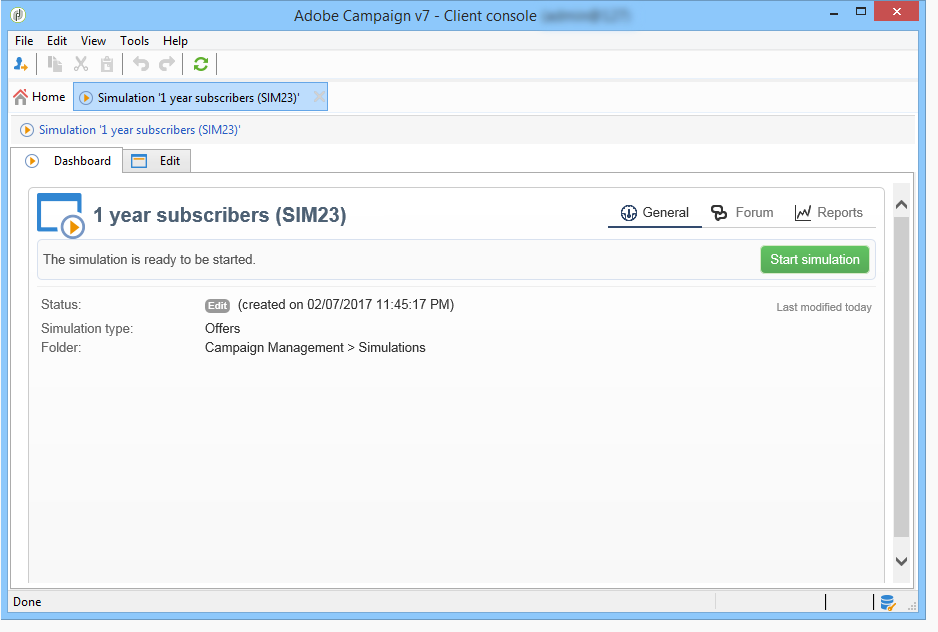 Adobe Campaign v7 - Client console
File Edit View Tools Help
Home Simulation '1 year subscribers (SIM23)'
Simulation '1 year subscribers (SIM23)'
Dashboard Edit
1 year subscribers (SIM23) General Forum Reports
The simulation is ready to be started. Start simulation
Status: Edit (created on 02/07/2017 11:45:17 PM) Last modified today
Simulation type: Offers
Folder: Campaign Management > Simulations
Done